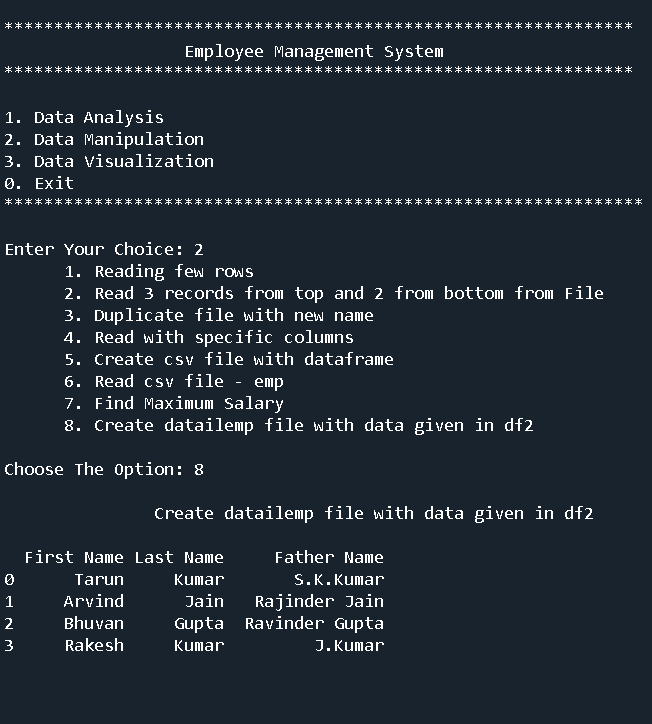 ***************************************************************
Employee Management System
***************************************************************
1. Data Analysis
2. Data Manipulation
3. Data Visualization
0. Exit
****************************************************************
Enter Your Choice: 2
1. Reading few rows
2. Read 3 records from top and 2 from bottom from File
3. Duplicate file with new name
4. Read with specific columns
5. Create csv file with dataframe
6. Read csv file - emp
7. Find Maximum Salary
8. Create datailemp file with data given in df2
Choose The Option: 8
Create datailemp file with data given in df2
First Name Last Name     Father Name
0      Tarun     Kumar       S.K.Kumar
1     Arvind      Jain   Rajinder Jain
2     Bhuvan     Gupta  Ravinder Gupta
3     Rakesh     Kumar         J.Kumar